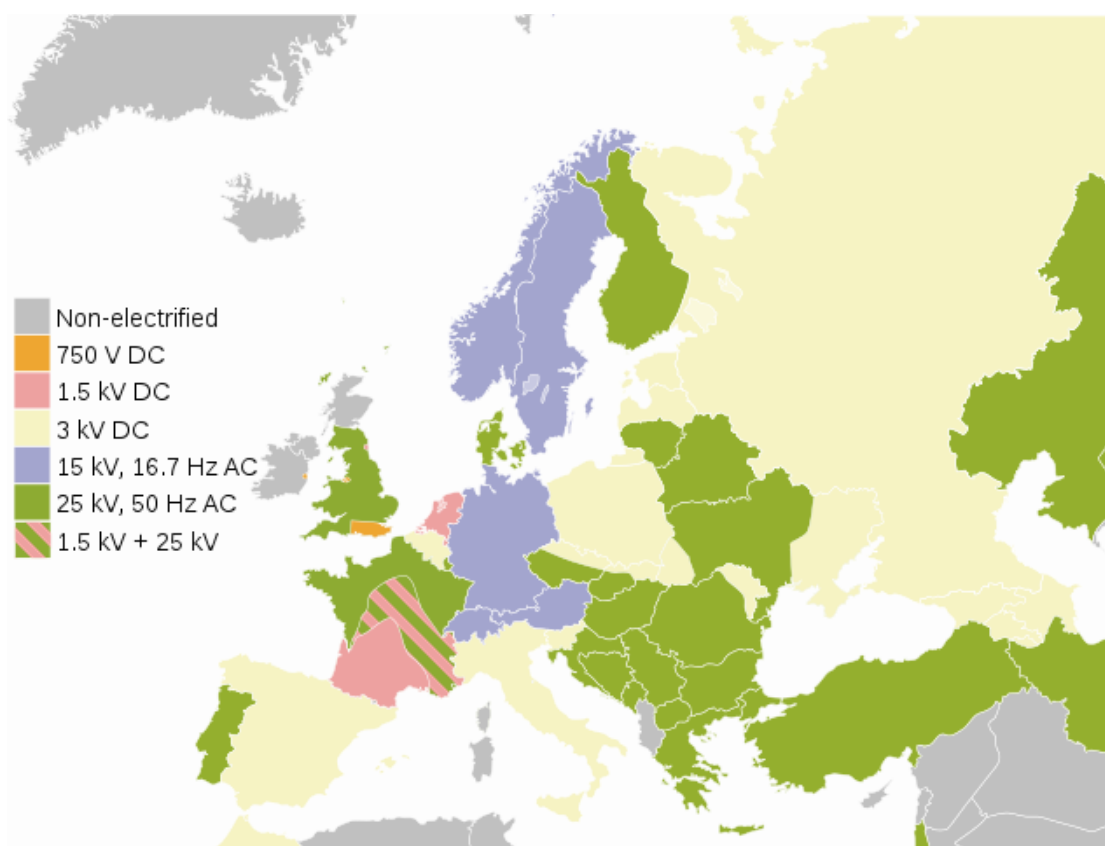 Non-electrified
750 V DC
1.5 kV DC
3 kV DC
15 kV, 16.7 Hz AC
25 kV, 50 Hz AC
1.5 kV + 25 kV